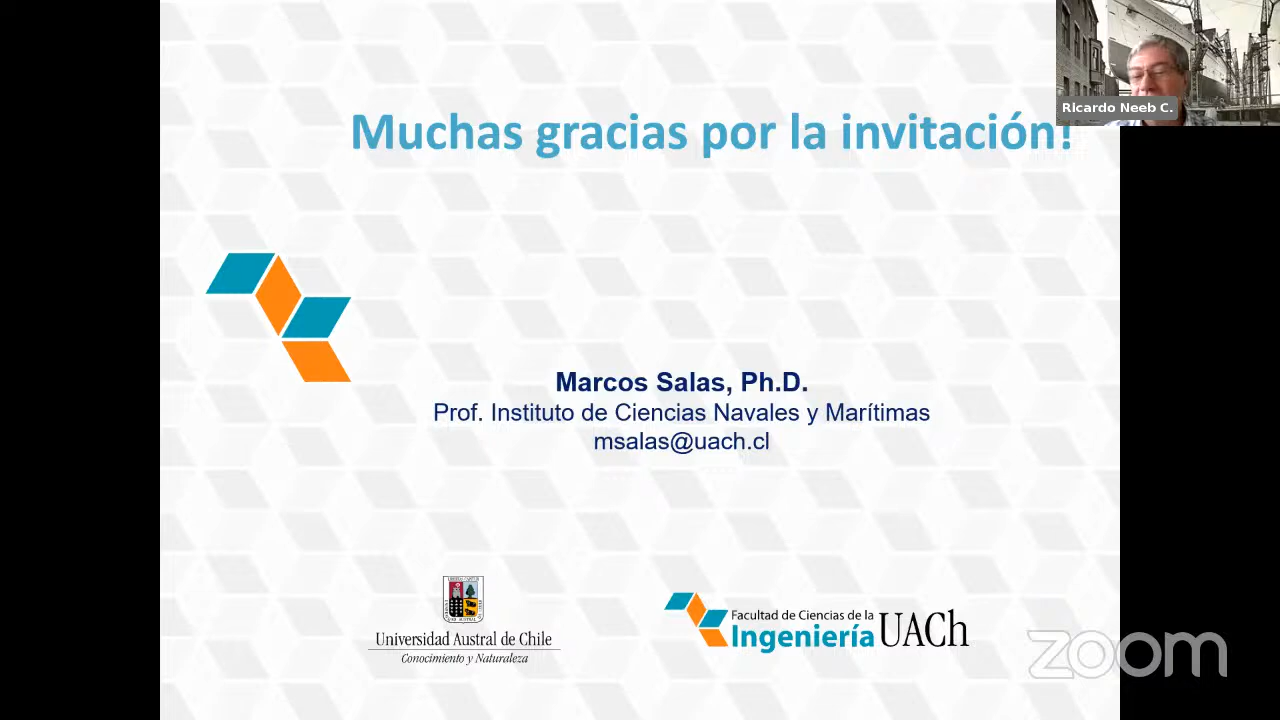 Ricardo Neeb C.
Muchas gracias por la invitación!
Marcos Salas, Ph.D.
Prof. Instituto de Ciencias Navales y Marítimas
msalas@uach.cl
Universidad Austral de Chile
Conocimiento y Naturaleza
Facultad de Ciencias de la
Ingeniería UACh
zoom